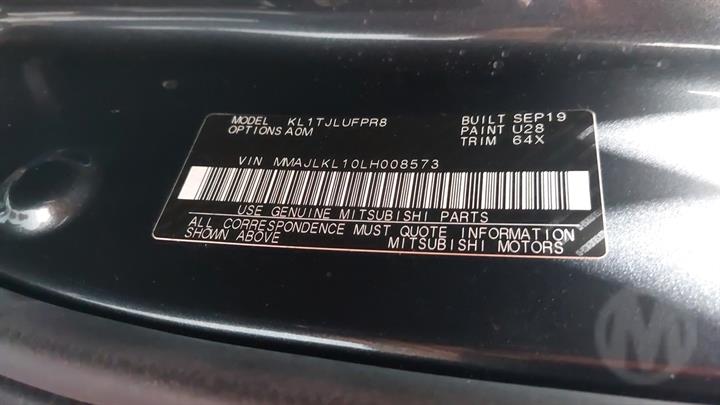 MODEL KL1TJLUFPR8 BUILT SEP19
OPTIONS A0M PAINT U28
TRIM 64X
VIN MMAJLKL10LH008573
USE GENUINE MITSUBISHI PARTS
ALL CORRESPONDENCE MUST QUOTE INFORMATION
SHOWN ABOVE MITSUBISHI MOTORS
M